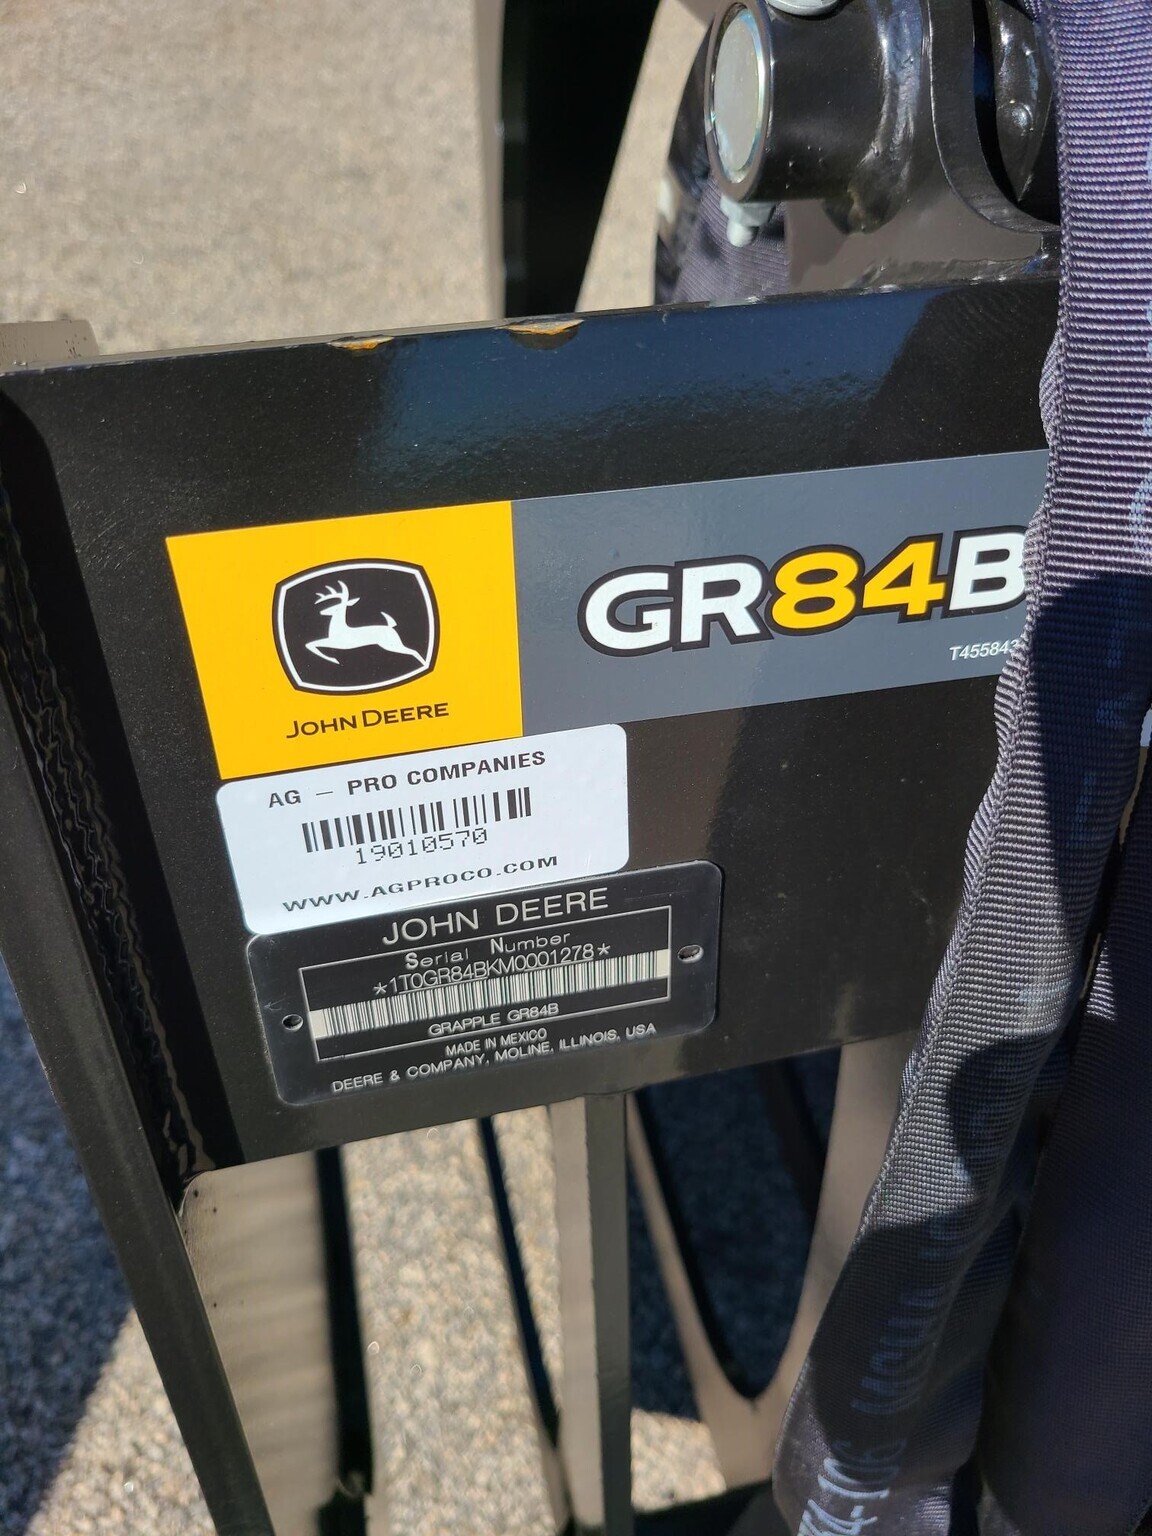 GR84B
T45584
JOHN DEERE
AG - PRO COMPANIES
19010570
WWW.AGPROCO.COM
JOHN DEERE
Serial Number
*1T0GR84BKM0001278*
GRAPPLE GR84B
MADE IN MEXICO
DEERE & COMPANY, MOLINE, ILLINOIS, USA